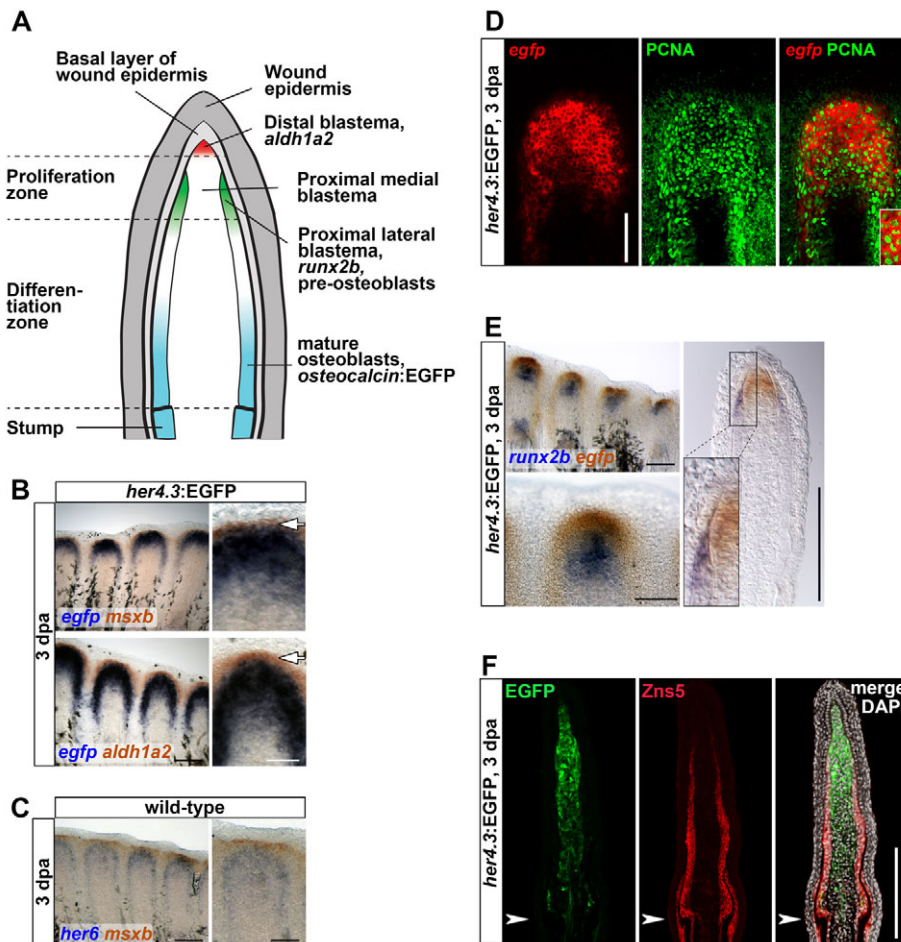 A
Basal layer of
wound epidermis
Wound
epidermis
Distal blastema,
aldh1a2
Proliferation
zone
Proximal medial
blastema
Proximal lateral
blastema,
runx2b,
pre-osteoblasts
Differen-
tiation
zone
mature
osteoblasts,
osteocalcin:EGFP
Stump
B
her4.3:EGFP
3 dpa
egfp msxb
egfp aldh1a2
C
wild-type
3 dpa
her6 msxb
D
her4.3:EGFP, 3 dpa
egfp
PCNA
egfp PCNA
E
her4.3:EGFP, 3 dpa
runx2b egfp
F
her4.3:EGFP, 3 dpa
EGFP
Zns5
merge
DAP